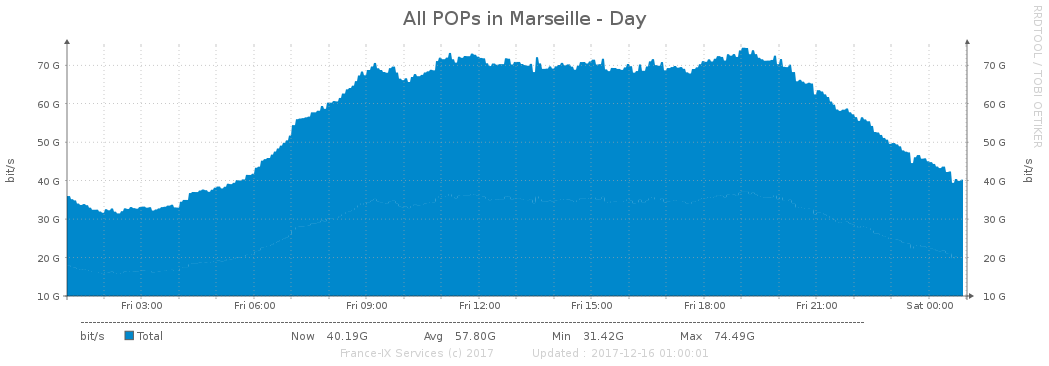 All POPs in Marseille - Day
RRDTOOL / TOBI OETIKER
bit/s
bit/s
70 G 70 G
60 G 60 G
50 G 50 G
40 G 40 G
30 G 30 G
20 G 20 G
10 G 10 G
Fri 03:00 Fri 06:00 Fri 09:00 Fri 12:00 Fri 15:00 Fri 18:00 Fri 21:00 Sat 00:00
bit/s Total Now 40.19G Avg 57.80G Min 31.42G Max 74.49G
France-IX Services (c) 2017 Updated : 2017-12-16 01:00:01